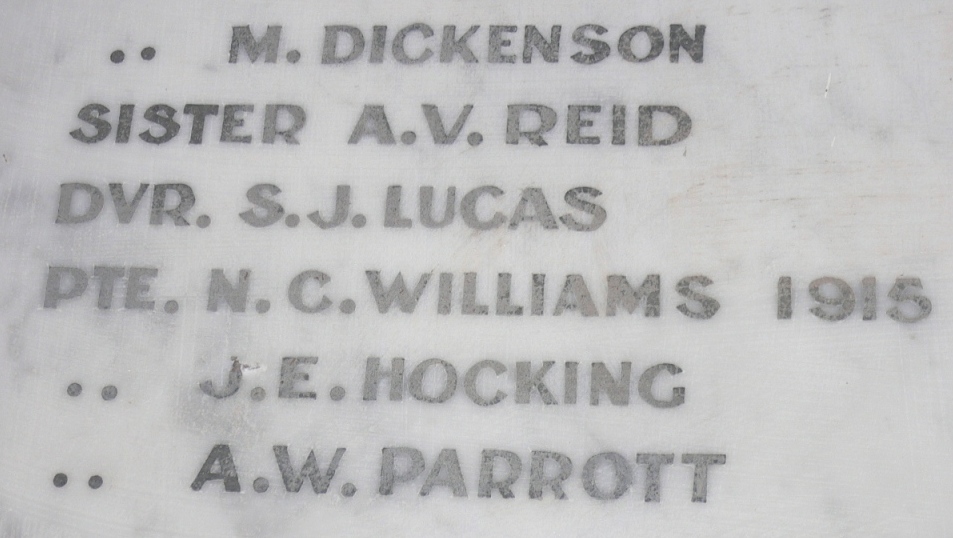 .. M. DICKENSON
SISTER A.V. REID
DVR. S.J. LUCAS
PTE. N. C. WILLIAMS 1915
.. J.E. HOCKING
.. A.W. PARROTT